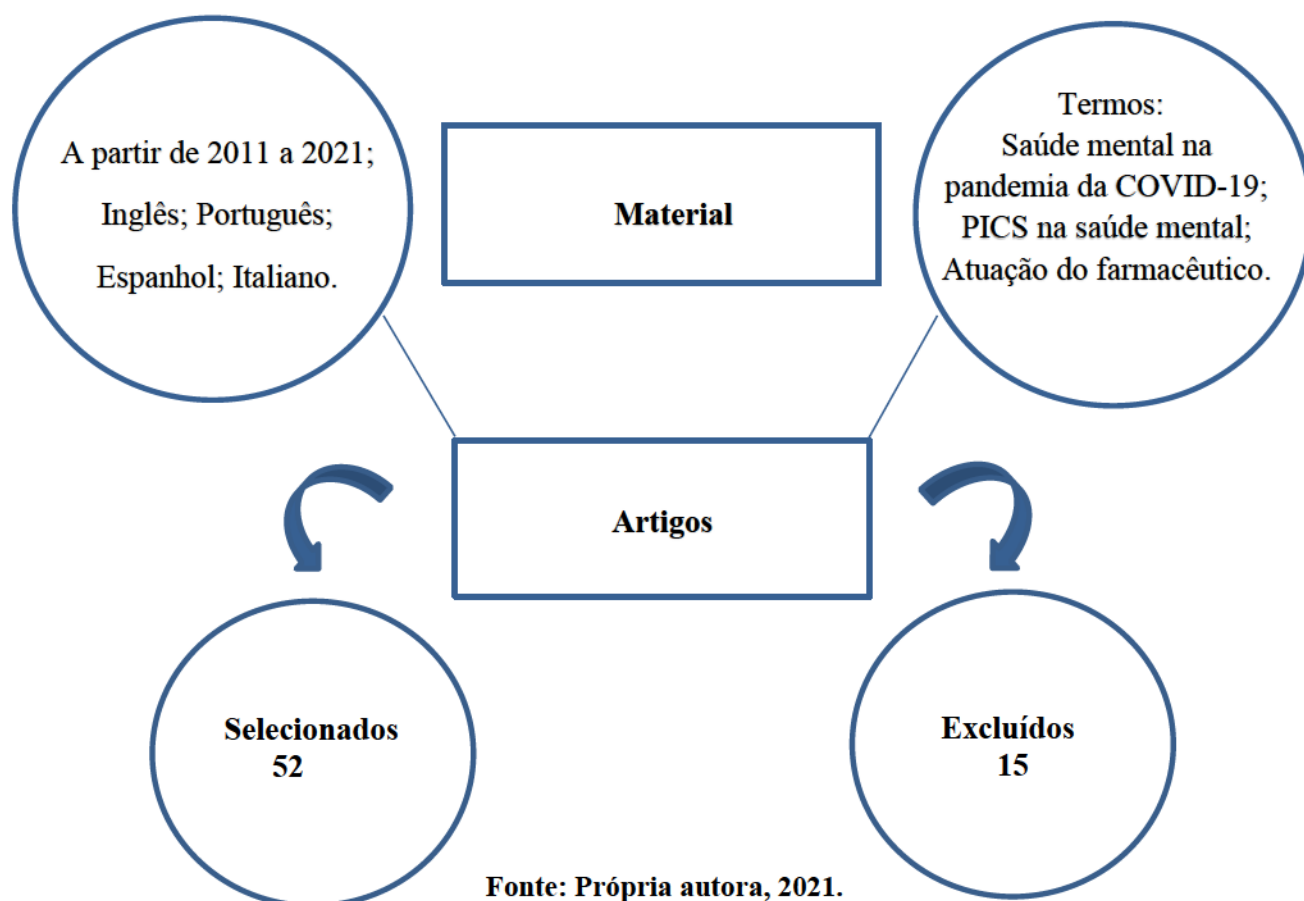 A partir de 2011 a 2021;
Inglês; Português;
Espanhol; Italiano.
Material
Termos:
Saúde mental na
pandemia da COVID-19;
PICS na saúde mental;
Atuação do farmacêutico.
Artigos
Selecionados
52
Excluídos
15
Fonte: Própria autora, 2021.